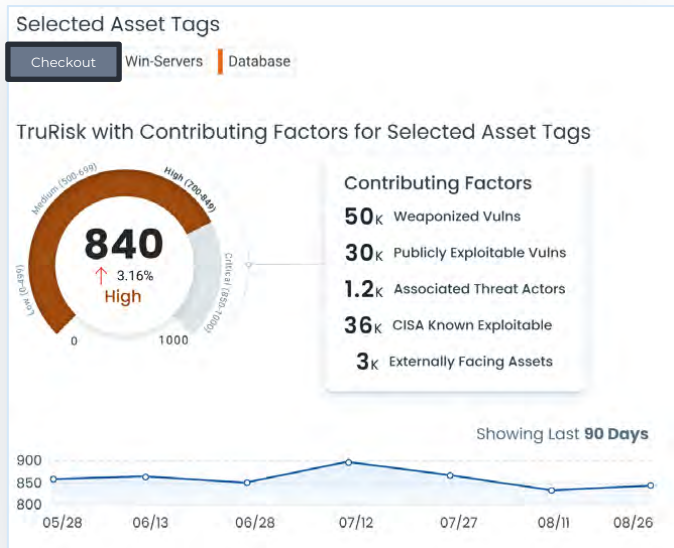 Selected Asset Tags
Checkout Win-Servers Database
TruRisk with Contributing Factors for Selected Asset Tags
Low (0-499)
Medium (500-699)
High (700-849)
Critical (850-1000)
840
↑ 3.16%
High
0 1000
Contributing Factors
50K Weaponized Vulns
30K Publicly Exploitable Vulns
1.2K Associated Threat Actors
36K CISA Known Exploitable
3K Externally Facing Assets
Showing Last 90 Days
900
850
800
05/28 06/13 06/28 07/12 07/27 08/11 08/26